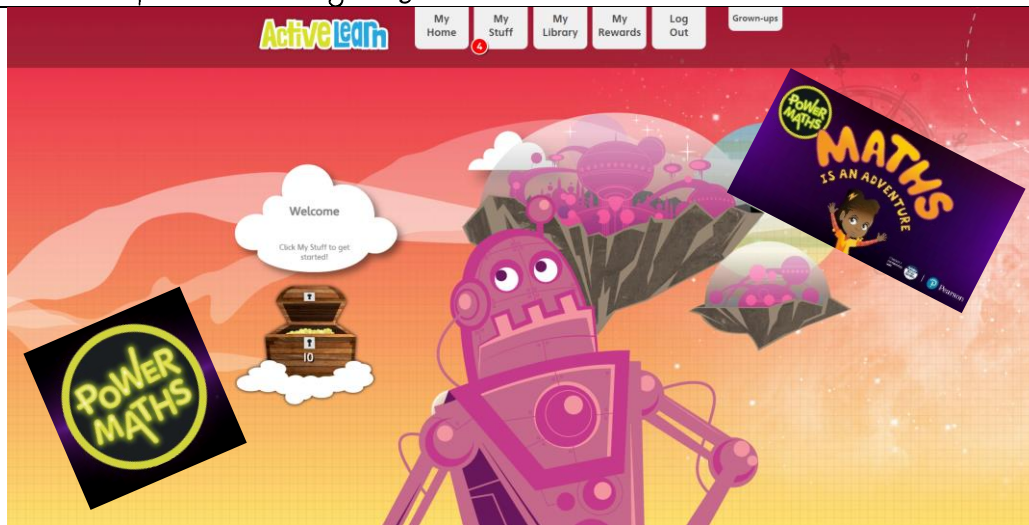 ActiveLearn
My Home
My Stuff
4
My Library
My Rewards
Log Out
Grown-ups
POWER MATHS
MATHS
IS AN ADVENTURE
Pearson
Welcome
Click My Stuff to get
started!
10
POWER
MATHS